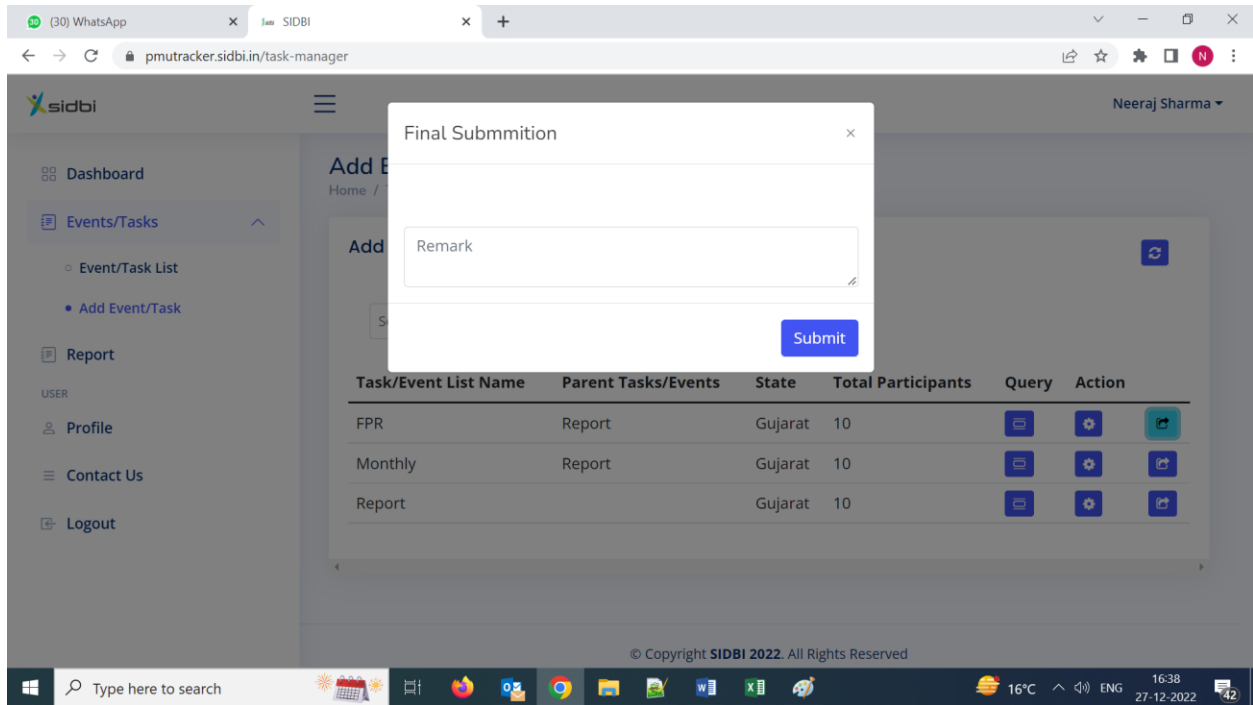 30 (30) WhatsApp
SIDBI
pmutracker.sidbi.in/task-manager
N
sidbi
Neeraj Sharma
Final Submmition
Add E
Home /
Dashboard
Events/Tasks
Event/Task List
Add Event/Task
Report
USER
Profile
Contact Us
Logout
Add
Remark
Submit
Task/Event List Name Parent Tasks/Events State Total Participants Query Action
FPR Report Gujarat 10
Monthly Report Gujarat 10
Report Gujarat 10
© Copyright SIDBI 2022. All Rights Reserved
Type here to search
16°C ENG 16:38
27-12-2022
42